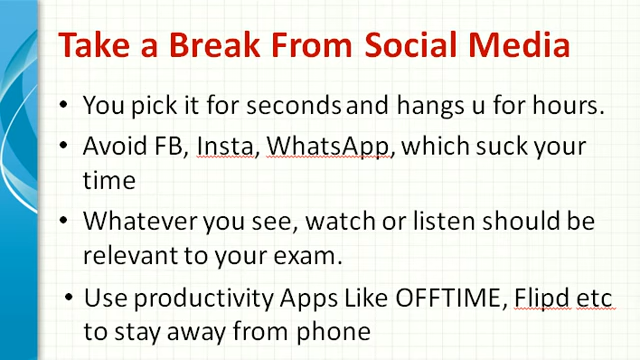 Take a Break From Social Media
• You pick it for seconds and hangs u for hours.
• Avoid FB, Insta, WhatsApp, which suck your
time
• Whatever you see, watch or listen should be
relevant to your exam.
• Use productivity Apps Like OFFTIME, Flipd etc
to stay away from phone